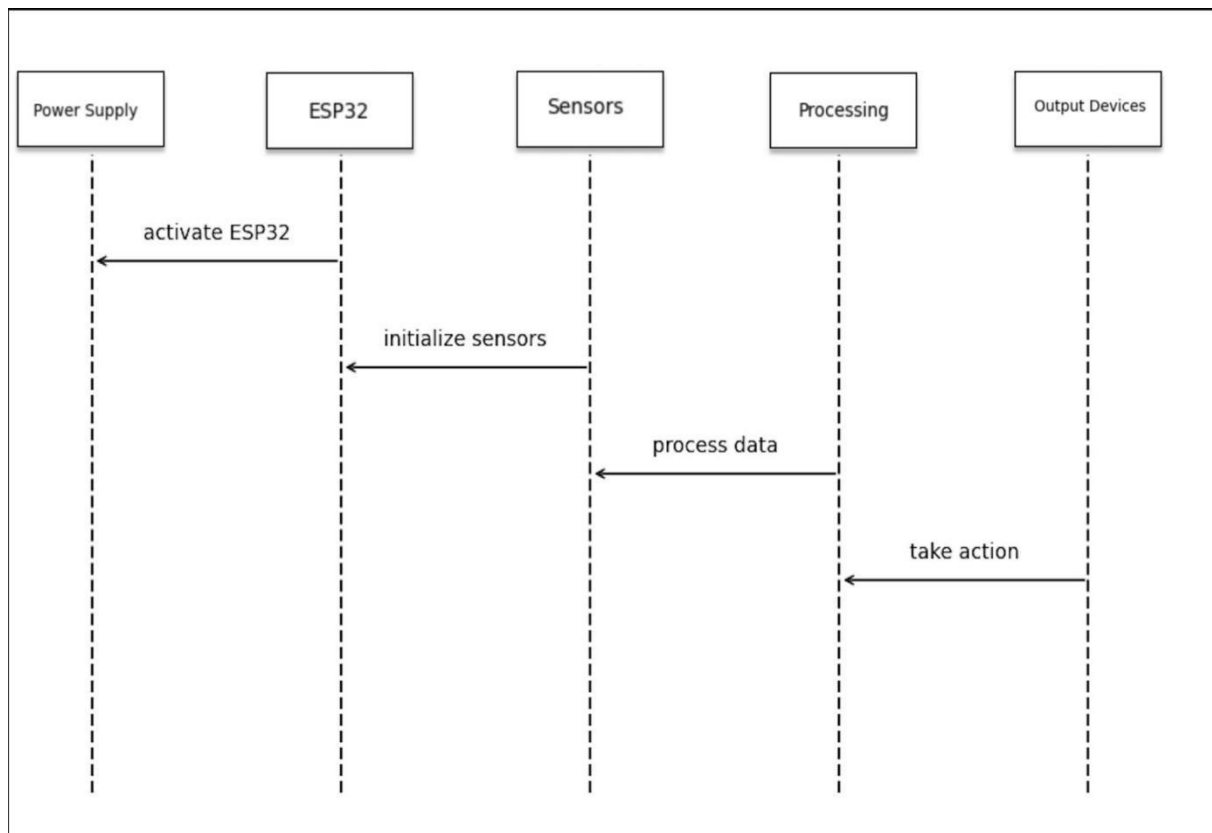 Power Supply
ESP32
Sensors
Processing
Output Devices
activate ESP32
initialize sensors
process data
take action